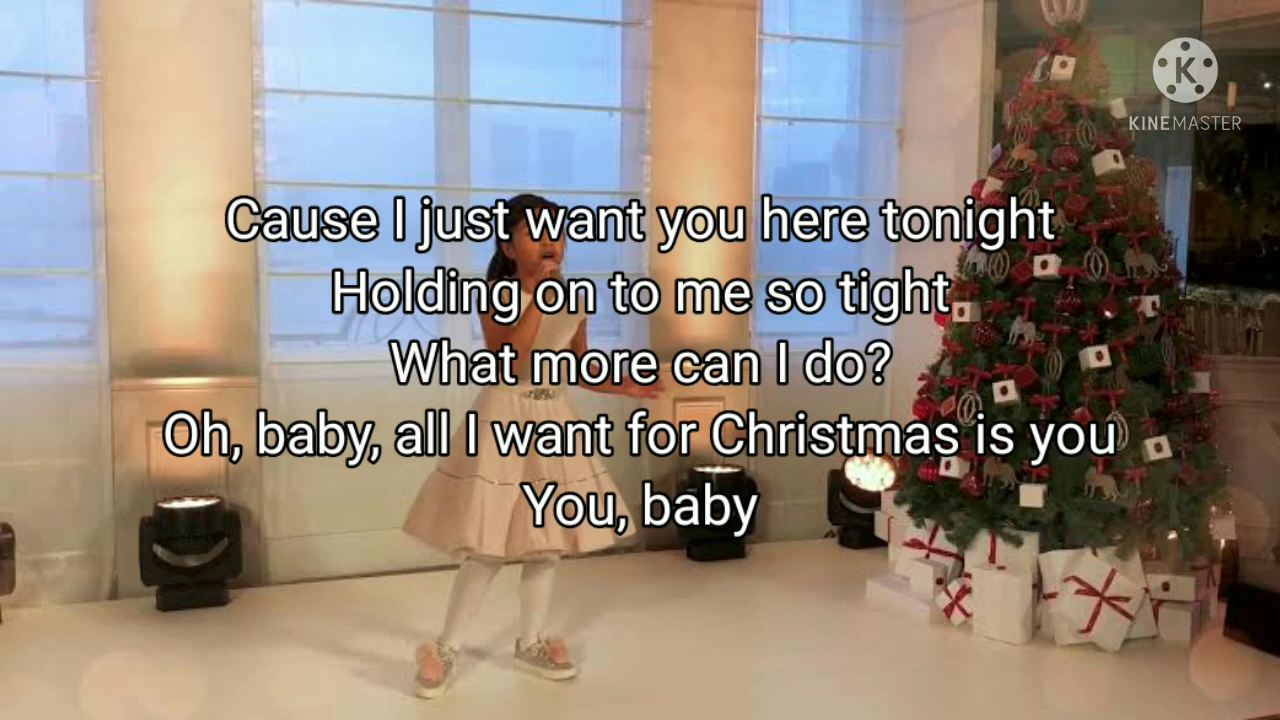 K
KINEMASTER
Cause I just want you here tonight
Holding on to me so tight
What more can I do?
Oh, baby, all I want for Christmas is you
You, baby